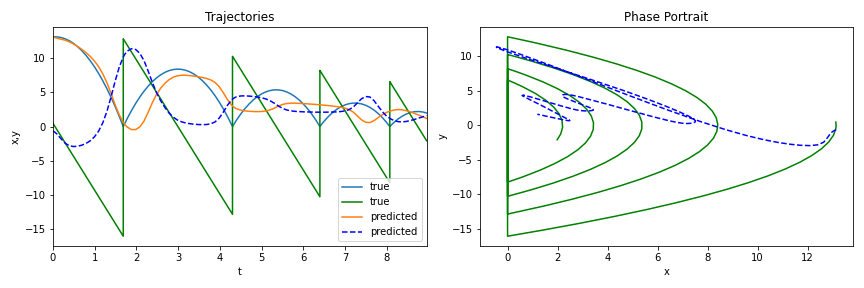 Trajectories
10
5
0
−5
−10
−15
x,y
0 1 2 3 4 5 6 7 8
t
true
true
predicted
predicted
Phase Portrait
10
5
0
−5
−10
−15
y
0 2 4 6 8 10 12
x